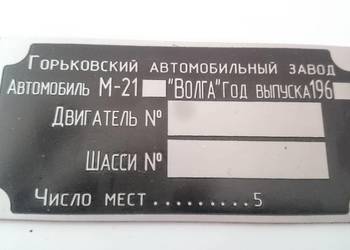 Горьковский автомобильный завод
Автомобиль М-21 "Волга" Год выпуска 196
Двигатель №
Шасси №
Число мест.........5